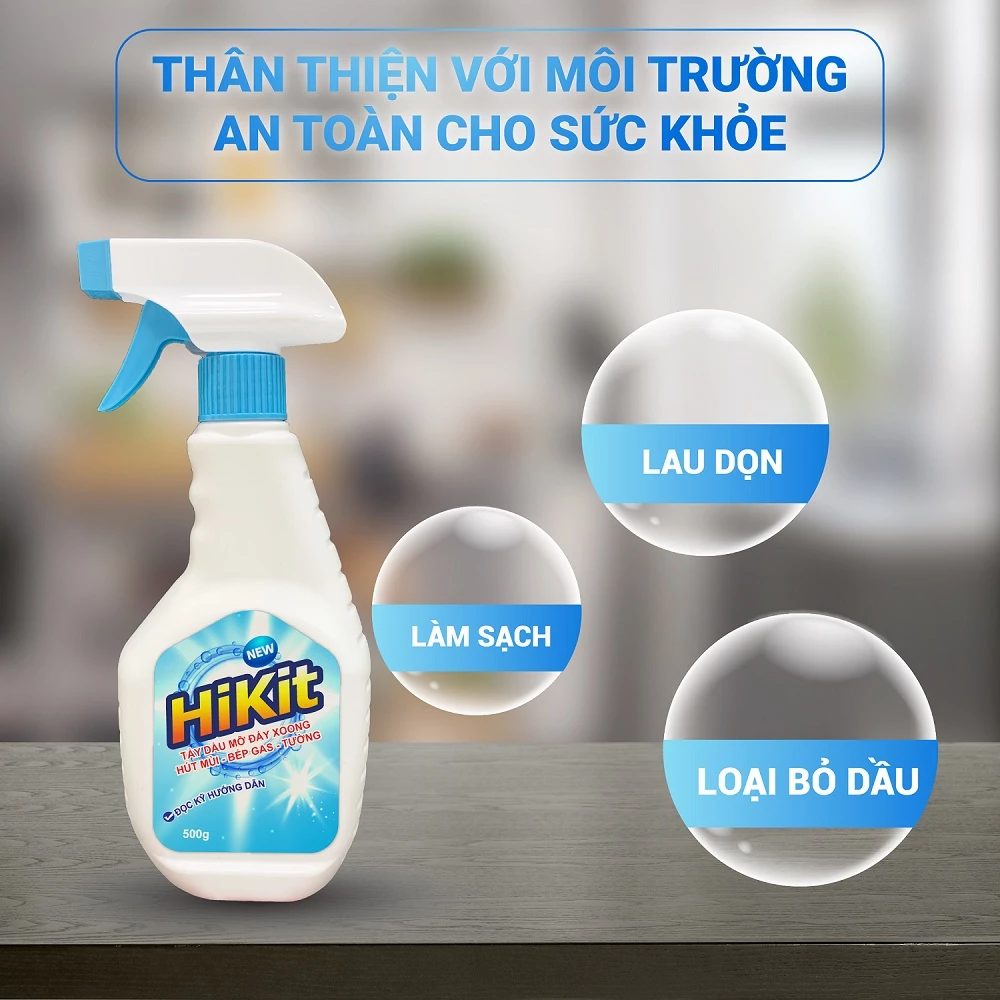 THÂN THIỆN VỚI MÔI TRƯỜNG
AN TOÀN CHO SỨC KHỎE
LAU DỌN
LÀM SẠCH
LOẠI BỎ DẦU
NEW
HiKit
TẨY DẦU MỠ ĐÁY XOONG
HÚT MÙI - BẾP GAS - TƯỜNG
ĐỌC KỸ HƯỚNG DẪN
500g